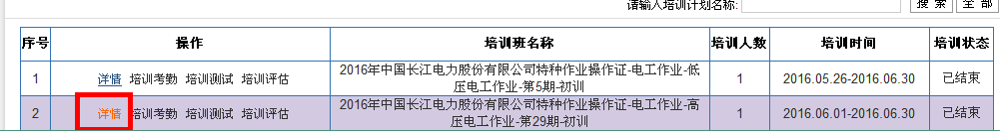 请输入培训计划名称: 搜 索 全 部
序号 操作 培训班名称 培训人数 培训时间 培训状态
1 详情 培训考勤 培训测试 培训评估 2016年中国长江电力股份有限公司特种作业操作证-电工作业-低压电工作业-第5期-初训 1 2016.05.26-2016.06.30 已结束
2 详情 培训考勤 培训测试 培训评估 2016年中国长江电力股份有限公司特种作业操作证-电工作业-高压电工作业-第29期-初训 1 2016.06.01-2016.06.30 已结束